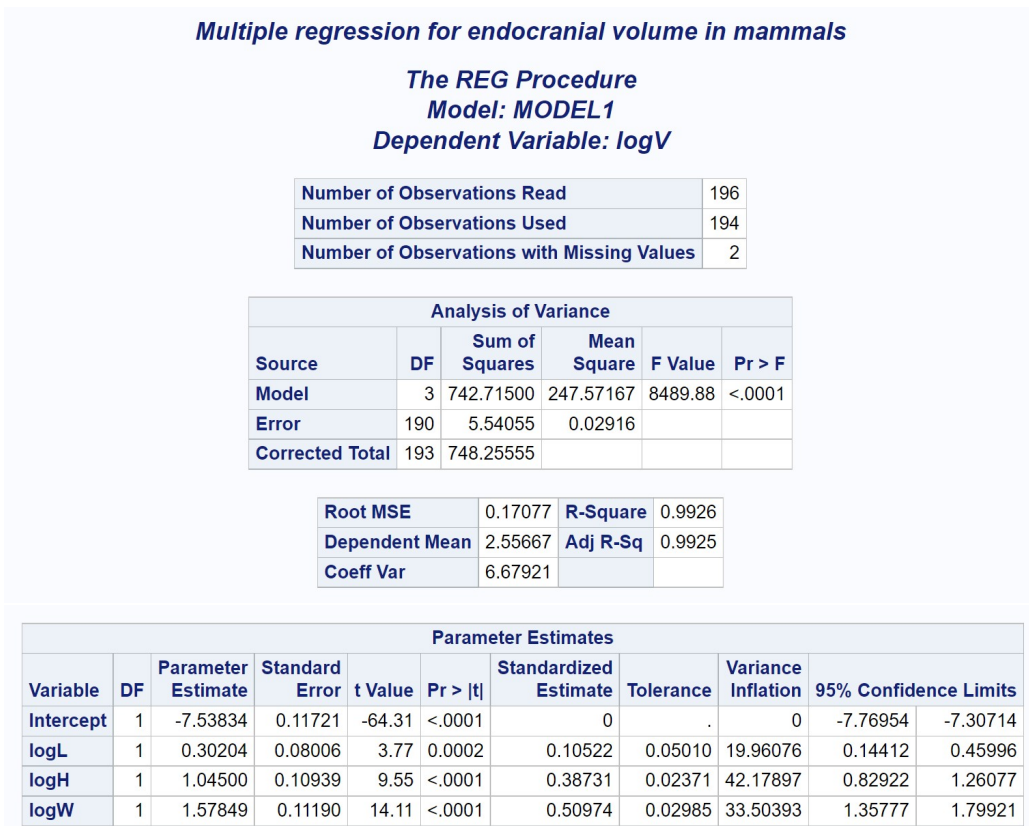 Multiple regression for endocranial volume in mammals
The REG Procedure
Model: MODEL1
Dependent Variable: logV
Number of Observations Read 196
Number of Observations Used 194
Number of Observations with Missing Values 2
Analysis of Variance
Source DF Sum of Squares Mean Square F Value Pr > F
Model 3 742.71500 247.57167 8489.88 <.0001
Error 190 5.54055 0.02916
Corrected Total 193 748.25555
Root MSE 0.17077 R-Square 0.9926
Dependent Mean 2.55667 Adj R-Sq 0.9925
Coeff Var 6.67921
Parameter Estimates
Variable DF Parameter Estimate Standard Error t Value Pr > |t| Standardized Estimate Tolerance Variance Inflation 95% Confidence Limits
Intercept 1 -7.53834 0.11721 -64.31 <.0001 0 . 0 -7.76954 -7.30714
logL 1 0.30204 0.08006 3.77 0.0002 0.10522 0.05010 19.96076 0.14412 0.45996
logH 1 1.04500 0.10939 9.55 <.0001 0.38731 0.02371 42.17897 0.82922 1.26077
logW 1 1.57849 0.11190 14.11 <.0001 0.50974 0.02985 33.50393 1.35777 1.79921